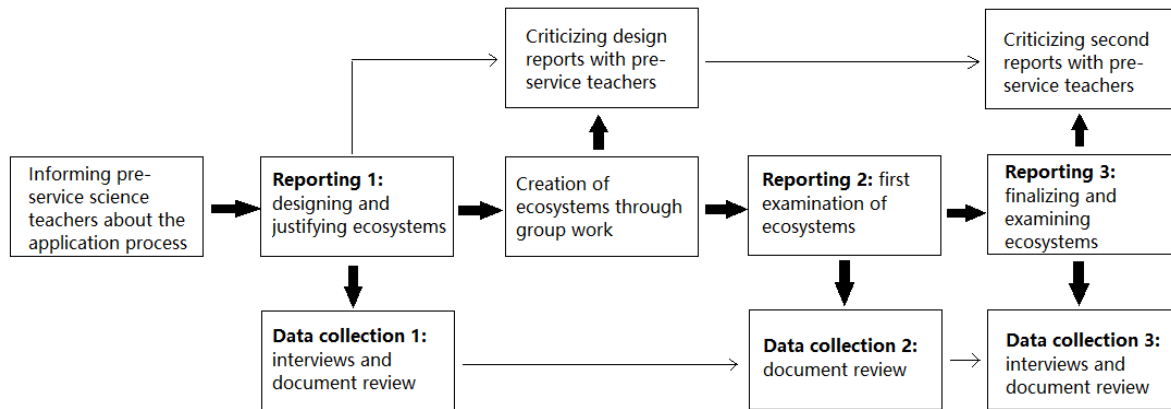 Criticizing design
reports with pre-
service teachers
Criticizing second
reports with pre-
service teachers
Informing pre-
service science
teachers about the
application process
Reporting 1:
designing and
justifying ecosystems
Creation of
ecosystems through
group work
Reporting 2: first
examination of
ecosystems
Reporting 3:
finalizing and
examining
ecosystems
Data collection 1:
interviews and
document review
Data collection 2:
document review
Data collection 3:
interviews and
document review